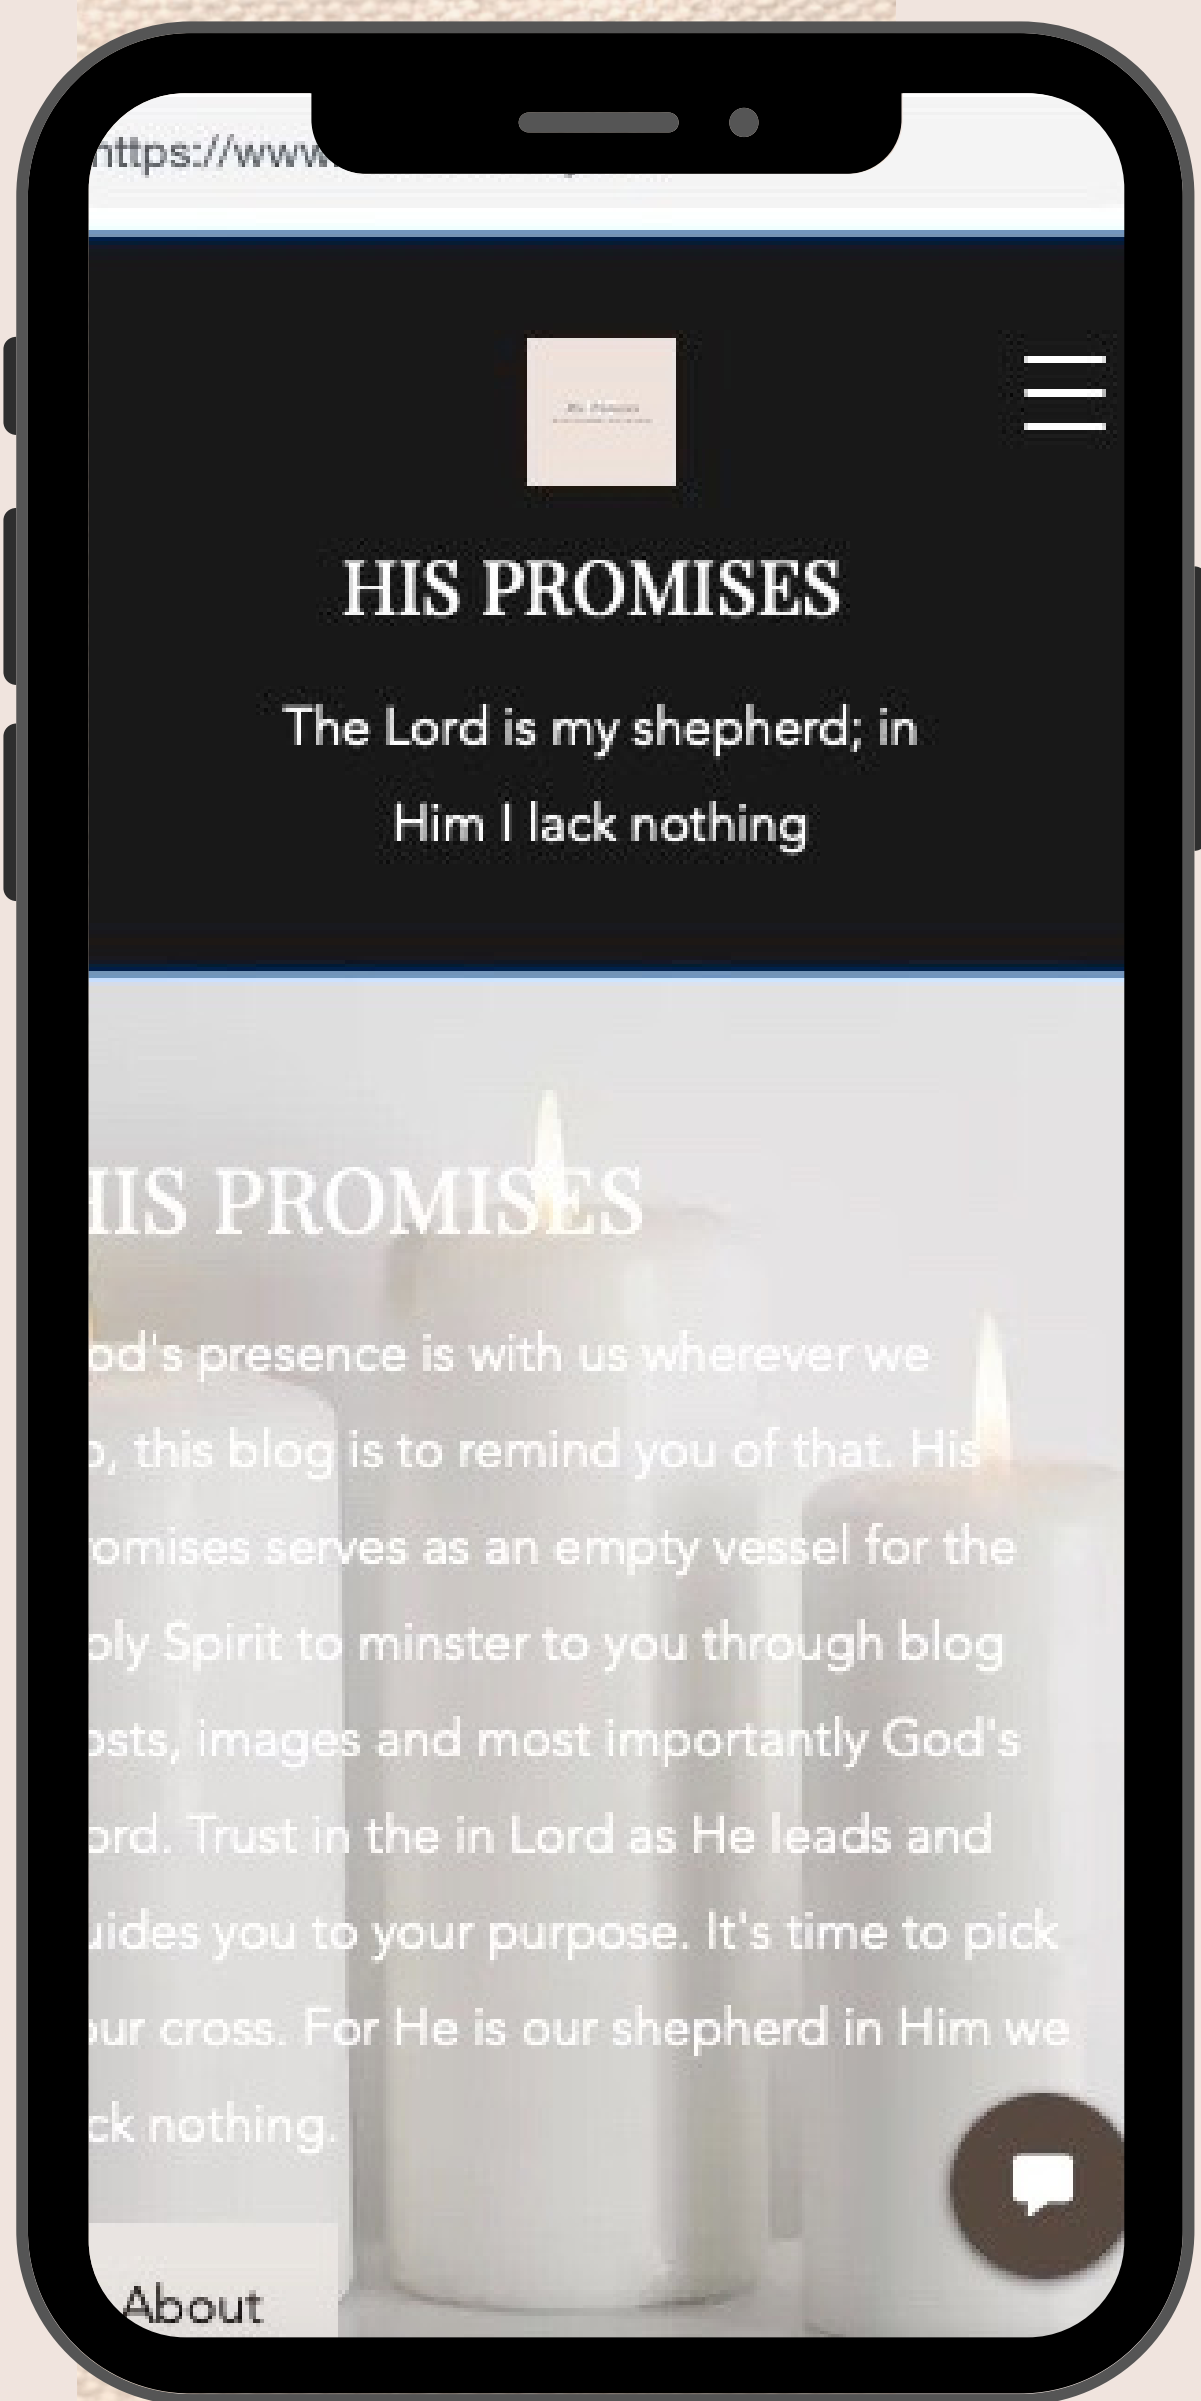 https://www.
HIS PROMISES
The Lord is my shepherd; in
Him I lack nothing
HIS PROMISES
od's presence is with us wherever we
o, this blog is to remind you of that. His
romises serves as an empty vessel for the
oly Spirit to minster to you through blog
osts, images and most importantly God's
ord. Trust in the in Lord as He leads and
uides you to your purpose. It's time to pick
our cross. For He is our shepherd in Him we
ck nothing.
About